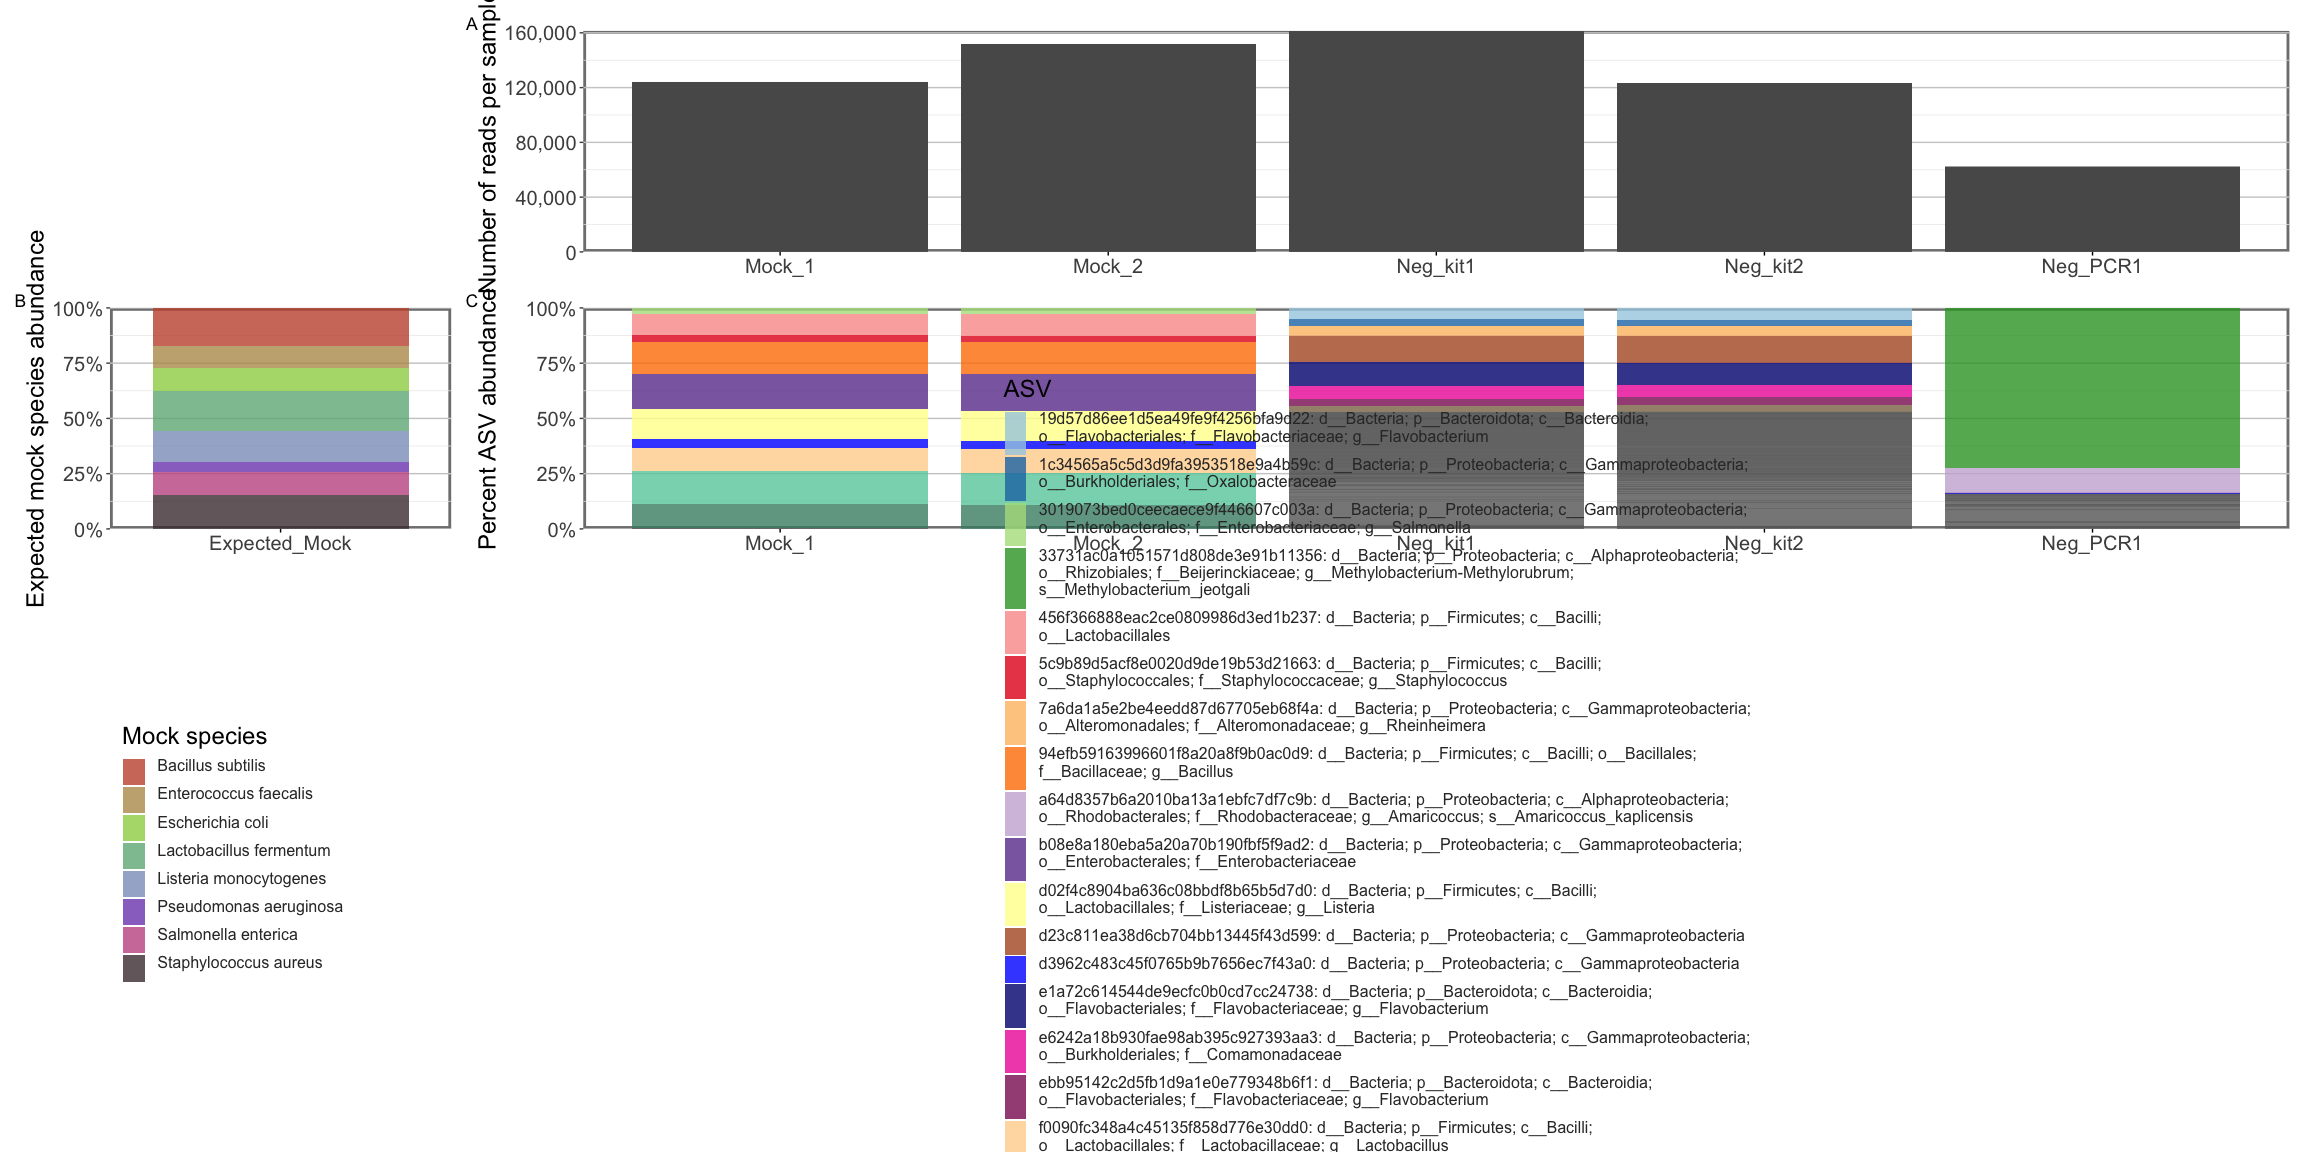 A
Number of reads per sample
160,000
120,000
80,000
40,000
0
Mock_1
Mock_2
Neg_kit1
Neg_kit2
Neg_PCR1
B
Expected mock species abundance
100%
75%
50%
25%
0%
Expected_Mock
Mock species
Bacillus subtilis
Enterococcus faecalis
Escherichia coli
Lactobacillus fermentum
Listeria monocytogenes
Pseudomonas aeruginosa
Salmonella enterica
Staphylococcus aureus
C
Percent ASV abundance
100%
75%
50%
25%
0%
Mock_1
Mock_2
Neg_kit1
Neg_kit2
Neg_PCR1
ASV
19d57d86ee1d5ea49fe9f4256bfa9d22: d__Bacteria; p__Bacteroidota; c__Bacteroidia;
o__Flavobacteriales; f__Flavobacteriaceae; g__Flavobacterium
1c34565a5c5d3d9fa3953518e9a4b59c: d__Bacteria; p__Proteobacteria; c__Gammaproteobacteria;
o__Burkholderiales; f__Oxalobacteraceae
3019073bed0ceecaece9f446607c003a: d__Bacteria; p__Proteobacteria; c__Gammaproteobacteria;
o__Enterobacterales; f__Enterobacteriaceae; g__Salmonella
33731ac0a1051571d808de3e91b11356: d__Bacteria; p__Proteobacteria; c__Alphaproteobacteria;
o__Rhizobiales; f__Beijerinckiaceae; g__Methylobacterium-Methylorubrum;
s__Methylobacterium_jeotgali
456f366888eac2ce0809986d3ed1b237: d__Bacteria; p__Firmicutes; c__Bacilli;
o__Lactobacillales
5c9b89d5acf8e0020d9de19b53d21663: d__Bacteria; p__Firmicutes; c__Bacilli;
o__Staphylococcales; f__Staphylococcaceae; g__Staphylococcus
7a6da1a5e2be4eedd87d67705eb68f4a: d__Bacteria; p__Proteobacteria; c__Gammaproteobacteria;
o__Alteromonadales; f__Alteromonadaceae; g__Rheinheimera
94efb59163996601f8a20a8f9b0ac0d9: d__Bacteria; p__Firmicutes; c__Bacilli; o__Bacillales;
f__Bacillaceae; g__Bacillus
a64d8357b6a2010ba13a1ebfc7df7c9b: d__Bacteria; p__Proteobacteria; c__Alphaproteobacteria;
o__Rhodobacterales; f__Rhodobacteraceae; g__Amaricoccus; s__Amaricoccus_kaplicensis
b08e8a180eba5a20a70b190fbf5f9ad2: d__Bacteria; p__Proteobacteria; c__Gammaproteobacteria;
o__Enterobacterales; f__Enterobacteriaceae
d02f4c8904ba636c08bbdf8b65b5d7d0: d__Bacteria; p__Firmicutes; c__Bacilli;
o__Lactobacillales; f__Listeriaceae; g__Listeria
d23c811ea38d6cb704bb13445f43d599: d__Bacteria; p__Proteobacteria; c__Gammaproteobacteria
d3962c483c45f0765b9b7656ec7f43a0: d__Bacteria; p__Proteobacteria; c__Gammaproteobacteria
e1a72c614544de9ecfc0b0cd7cc24738: d__Bacteria; p__Bacteroidota; c__Bacteroidia;
o__Flavobacteriales; f__Flavobacteriaceae; g__Flavobacterium
e6242a18b930fae98ab395c927393aa3: d__Bacteria; p__Proteobacteria; c__Gammaproteobacteria;
o__Burkholderiales; f__Comamonadaceae
ebb95142c2d5fb1d9a1e0e779348b6f1: d__Bacteria; p__Bacteroidota; c__Bacteroidia;
o__Flavobacteriales; f__Flavobacteriaceae; g__Flavobacterium
f0090fc348a4c45135f858d776e30dd0: d__Bacteria; p__Firmicutes; c__Bacilli;
o__Lactobacillales; f__Lactobacillaceae; g__Lactobacillus